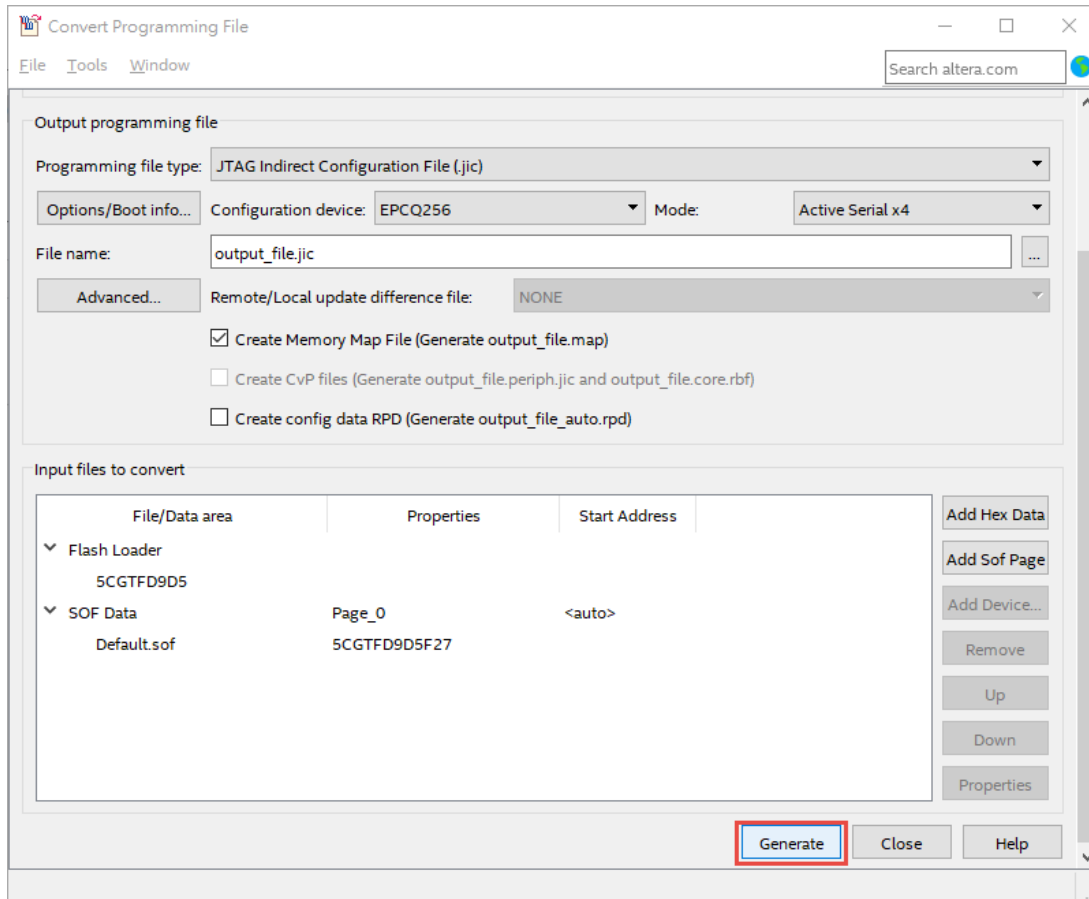 Convert Programming File
File Tools Window
Search altera.com
Output programming file
Programming file type: JTAG Indirect Configuration File (.jic)
Options/Boot info... Configuration device: EPCQ256 Mode: Active Serial x4
File name: output_file.jic ...
Advanced... Remote/Local update difference file: NONE
Create Memory Map File (Generate output_file.map)
Create CvP files (Generate output_file.periph.jic and output_file.core.rbf)
Create config data RPD (Generate output_file_auto.rpd)
Input files to convert
File/Data area Properties Start Address
Add Hex Data
Flash Loader
Add Sof Page
5CGTFD9D5
SOF Data Page_0 <auto>
Add Device...
Default.sof 5CGTFD9D5F27
Remove
Up
Down
Properties
Generate Close Help